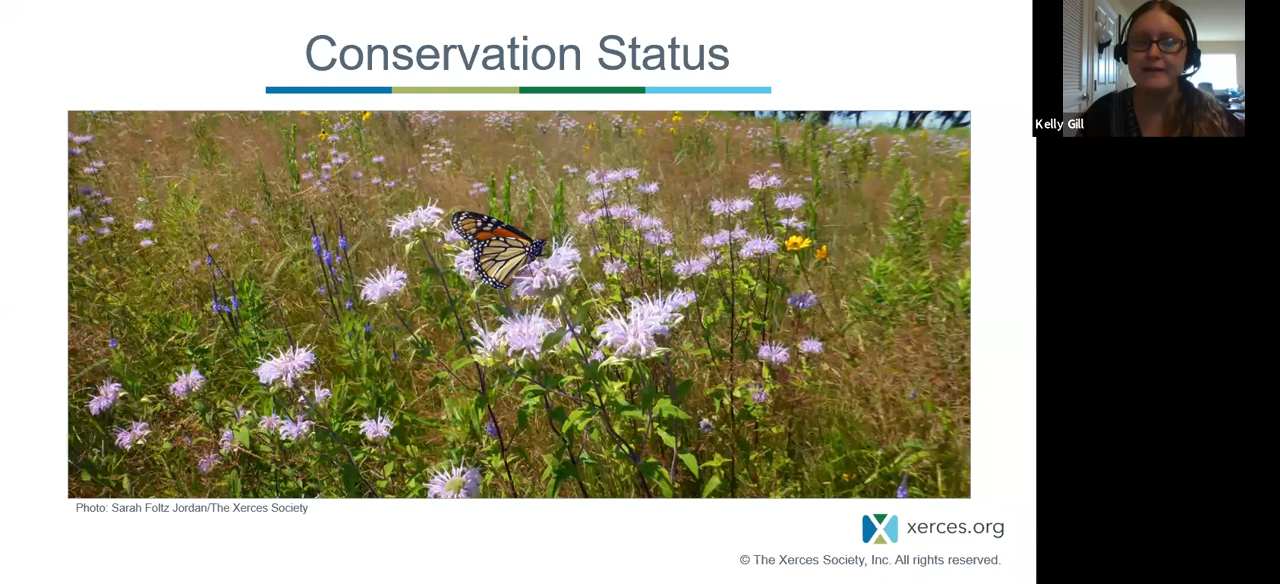 Conservation Status
Kelly Gill
Photo: Sarah Foltz Jordan/The Xerces Society
xerces.org
© The Xerces Society, Inc. All rights reserved.